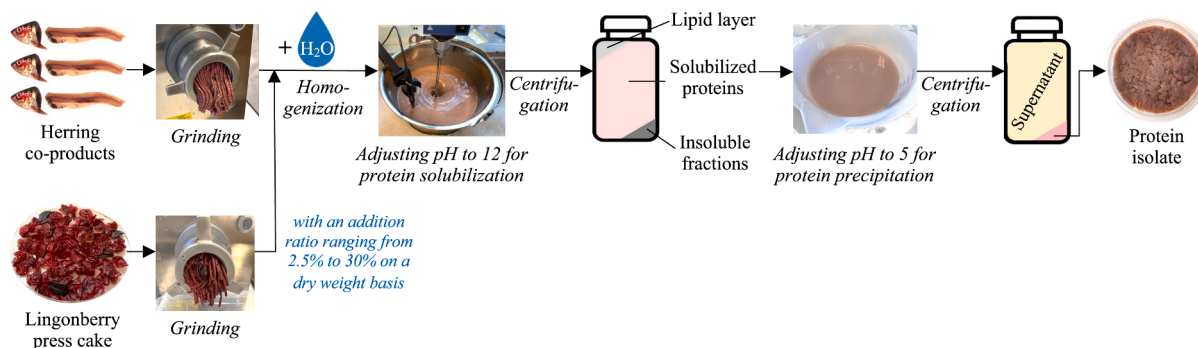 Herring
co-products
Grinding
+
H₂O
Homo-
genization
Adjusting pH to 12 for
protein solubilization
Centrifu-
gation
Lipid layer
Solubilized
proteins
Insoluble
fractions
Adjusting pH to 5 for
protein precipitation
Centrifu-
gation
Supernatant
Protein
isolate
Lingonberry
press cake
Grinding
with an addition
ratio ranging from
2.5% to 30% on a
dry weight basis